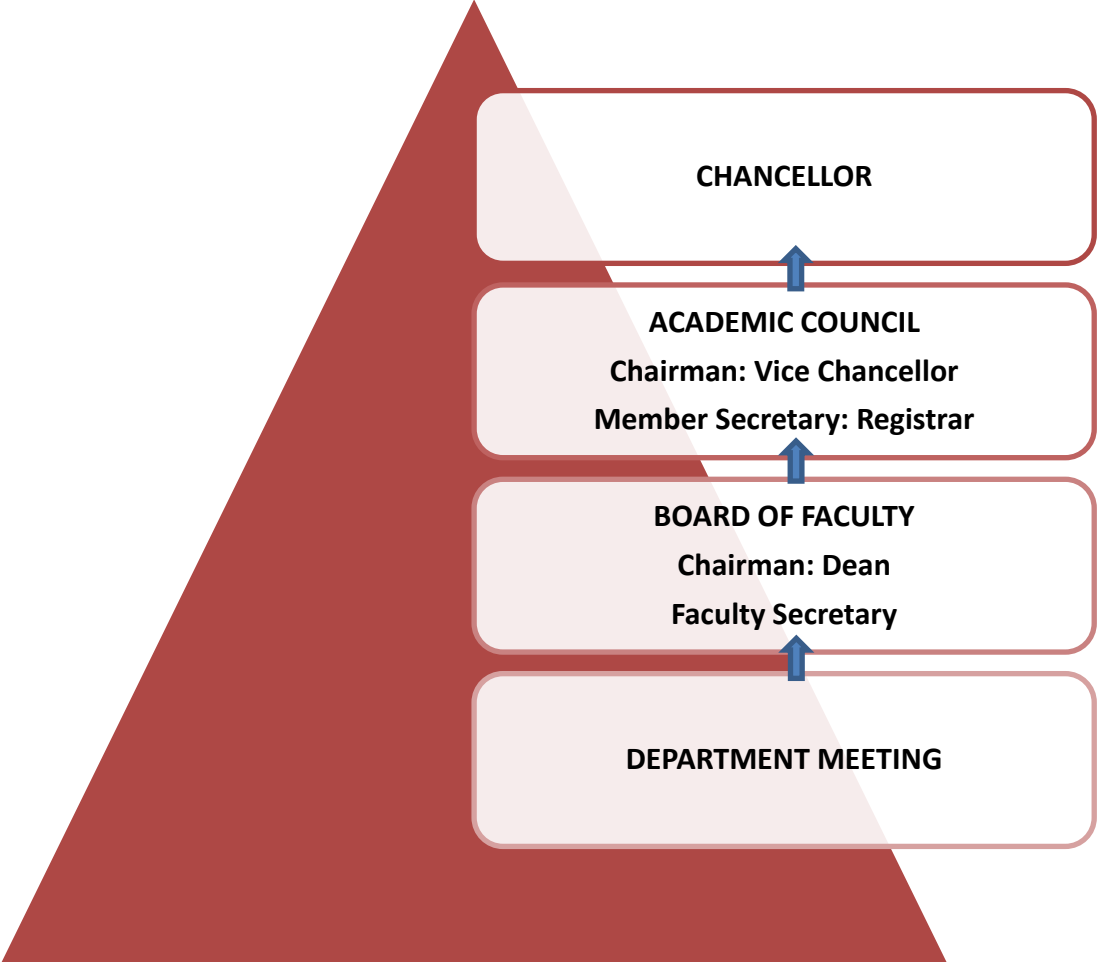 CHANCELLOR
ACADEMIC COUNCIL
Chairman: Vice Chancellor
Member Secretary: Registrar
BOARD OF FACULTY
Chairman: Dean
Faculty Secretary
DEPARTMENT MEETING